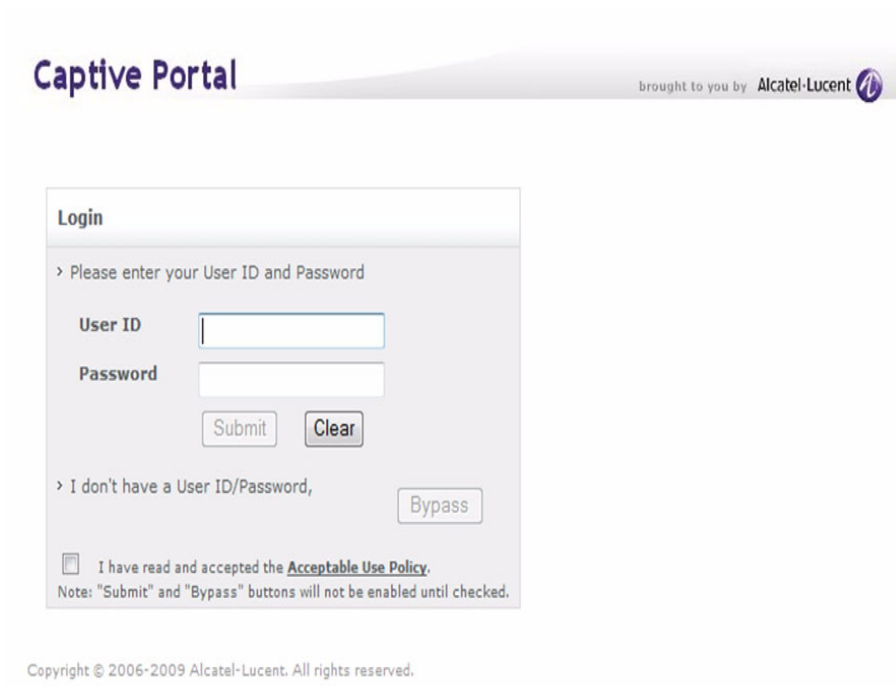 Captive Portal
brought to you by Alcatel-Lucent
Login
> Please enter your User ID and Password
User ID
Password
Submit Clear
> I don't have a User ID/Password,
Bypass
I have read and accepted the Acceptable Use Policy.
Note: "Submit" and "Bypass" buttons will not be enabled until checked.
Copyright © 2006-2009 Alcatel-Lucent. All rights reserved.